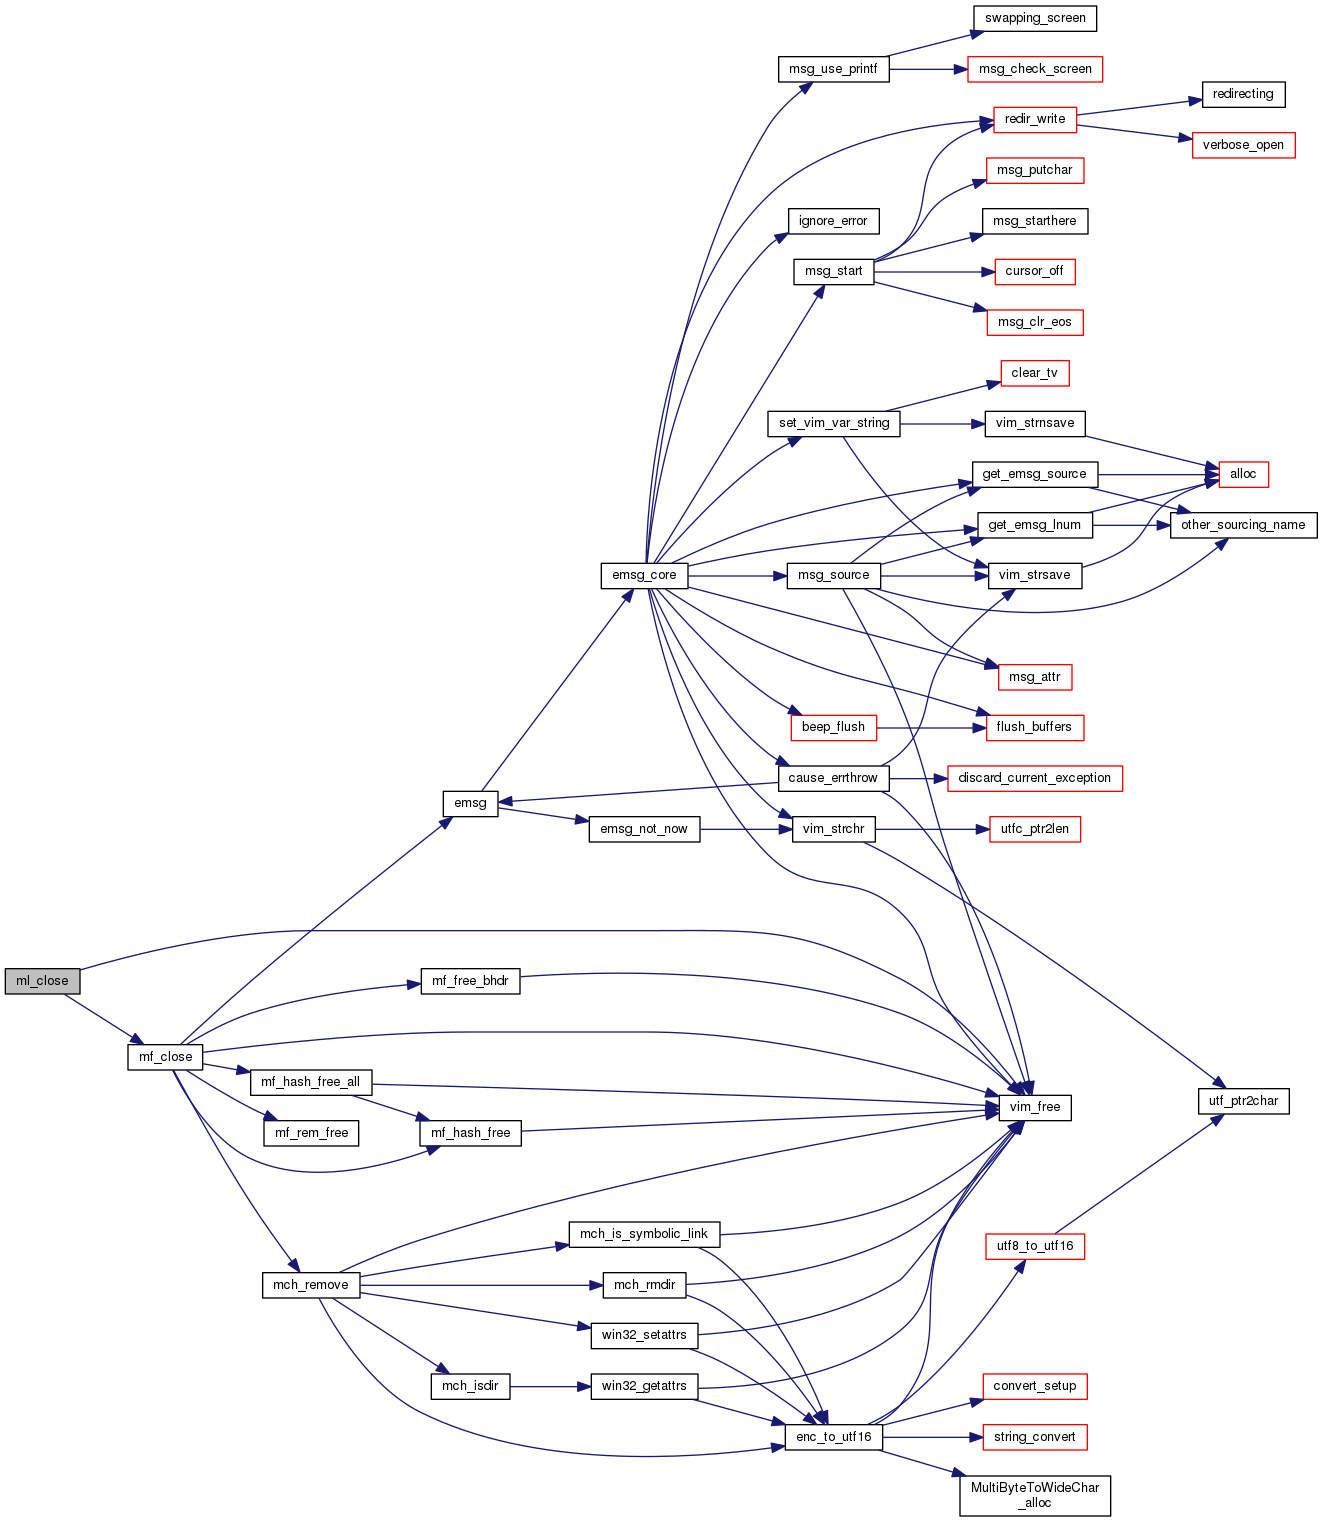 swapping_screen
msg_use_printf
msg_check_screen
redirecting
redir_write
verbose_open
msg_putchar
ignore_error
msg_starthere
msg_start
cursor_off
msg_clr_eos
clear_tv
set_vim_var_string
vim_strnsave
get_emsg_source
alloc
get_emsg_lnum
other_sourcing_name
emsg_core
msg_source
vim_strsave
msg_attr
beep_flush
flush_buffers
cause_errthrow
discard_current_exception
emsg
emsg_not_now
vim_strchr
utfc_ptr2len
ml_close
mf_free_bhdr
mf_close
mf_hash_free_all
vim_free
utf_ptr2char
mf_rem_free
mf_hash_free
mch_is_symbolic_link
utf8_to_utf16
mch_remove
mch_rmdir
win32_setattrs
mch_isdir
win32_getattrs
convert_setup
enc_to_utf16
string_convert
MultiByteToWideChar
_alloc